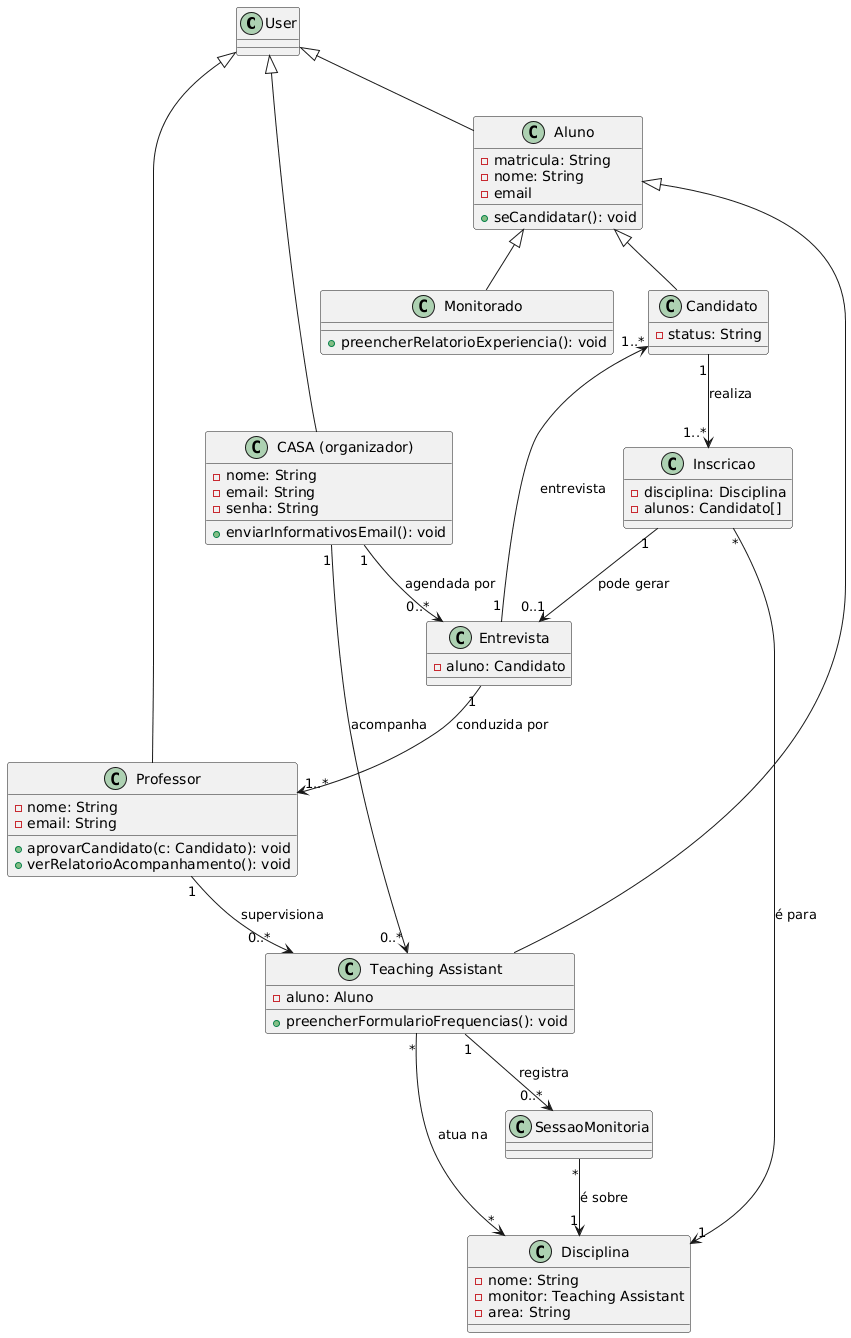 C User
C Aluno
matricula: String
nome: String
email
seCandidatar(): void
C Monitorado
preencherRelatorioExperiencia(): void
C Candidato
status: String
1..*
1
realiza
1..*
C CASA (organizador)
nome: String
email: String
senha: String
enviarInformativosEmail(): void
C Inscricao
disciplina: Disciplina
alunos: Candidato[]
entrevista
1
1
1
*
agendada por
pode gerar
0..*
1
0..1
C Entrevista
aluno: Candidato
1
acompanha
conduzida por
1..*
C Professor
nome: String
email: String
aprovarCandidato(c: Candidato): void
verRelatorioAcompanhamento(): void
1
supervisiona
é para
0..*
0..*
C Teaching Assistant
aluno: Aluno
preencherFormularioFrequencias(): void
*
1
registra
0..*
C SessaoMonitoria
atua na
*
é sobre
*
1
1
C Disciplina
nome: String
monitor: Teaching Assistant
area: String